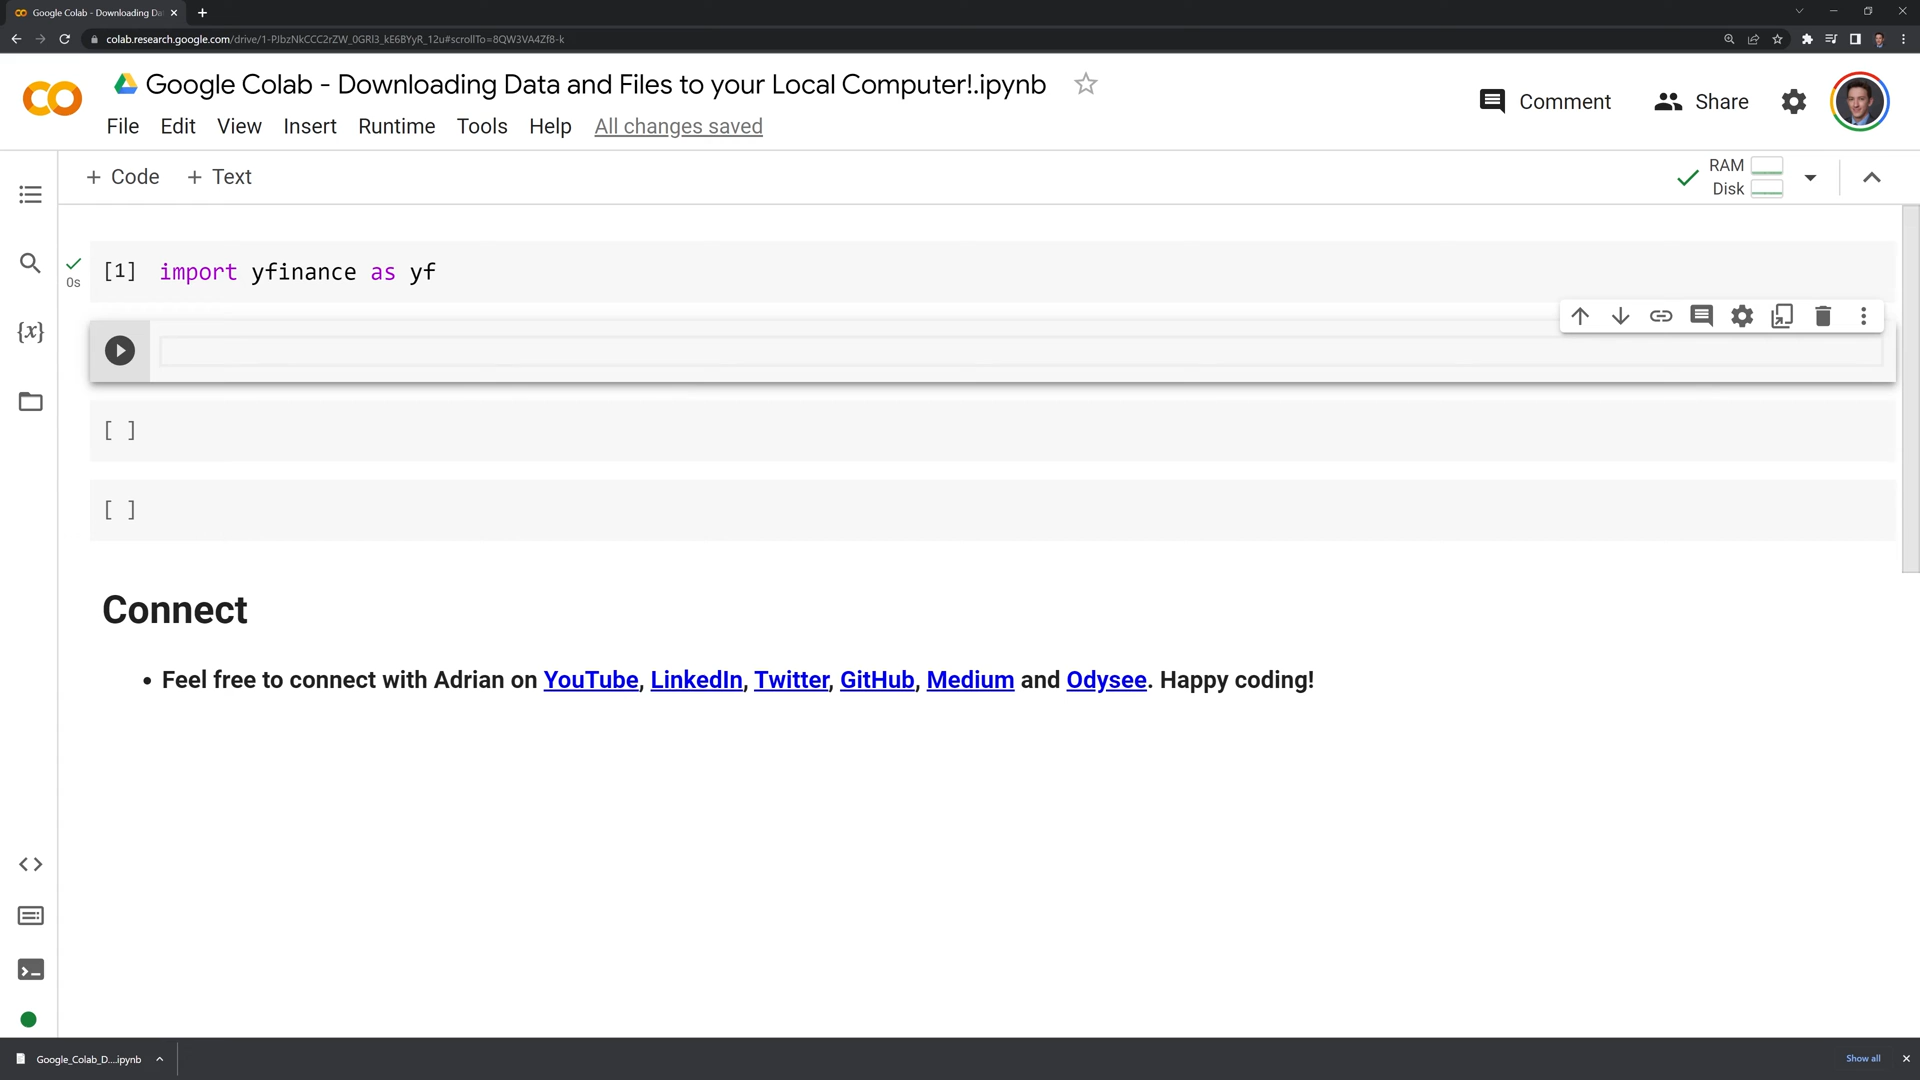 Google Colab - Downloading Da
colab.research.google.com/drive/1-PJbzNkCCC2rZW_0GRl3_kE6BYyR_12u#scrollTo=8QW3VA4Zf8-k
Google Colab - Downloading Data and Files to your Local Computer!.ipynb
Comment
Share
File Edit View Insert Runtime Tools Help All changes saved
+ Code + Text
RAM
Disk
[1] import yfinance as yf
0s
{x}
[ ]
[ ]
Connect
• Feel free to connect with Adrian on YouTube, LinkedIn, Twitter, GitHub, Medium and Odysee. Happy coding!
Google_Colab_D....ipynb
Show all